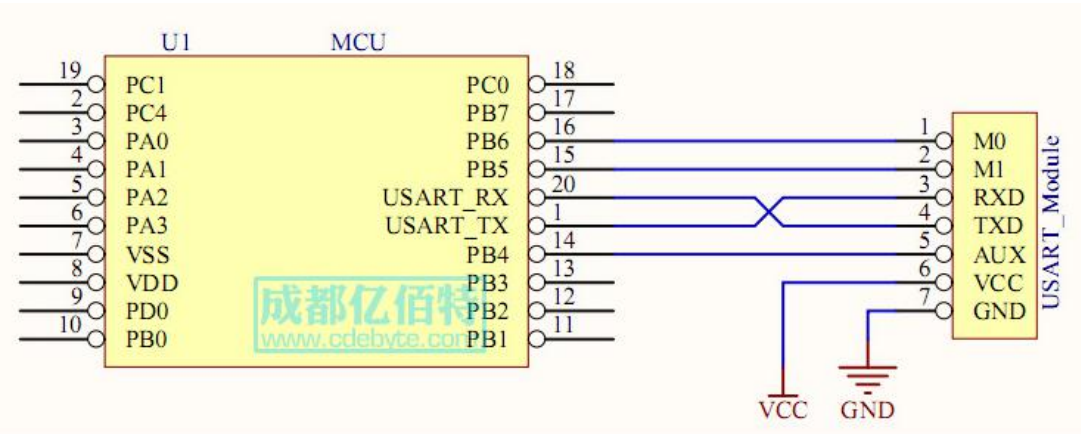 U1 MCU
19 PC1 PC0 18
2 PC4 PB7 17
3 PA0 PB6 16 1 M0
4 PA1 PB5 15 2 M1
5 PA2 USART_RX 20 3 RXD
6 PA3 USART_TX 1 4 TXD
7 VSS PB4 14 5 AUX
8 VDD PB3 13 6 VCC
9 PD0 PB2 12 7 GND
10 PB0 PB1 11
USART_Module
成都亿佰特
www.cdebyte.com
VCC GND